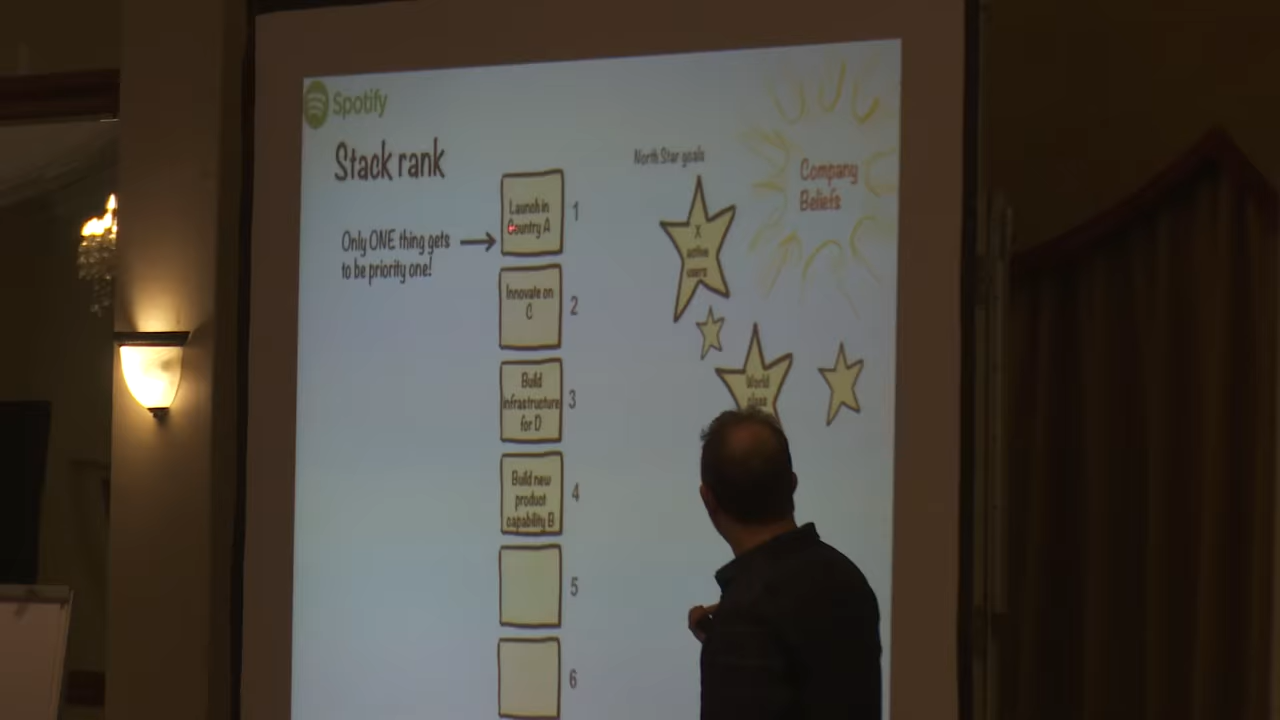 Spotify
Stack rank
Only ONE thing gets
to be priority one!
Launch in
Country A
1
Innovate on
C
2
Build
infrastructure
for D
3
Build new
product
capability B
4
5
6
North Star goals
X
active
users
World
class
Company
Beliefs